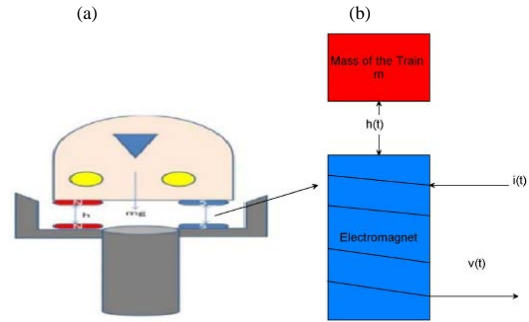 (a)
(b)
Mass of the Train
m
h(t)
N
S
h
mg
N
S
i(t)
Electromagnet
v(t)